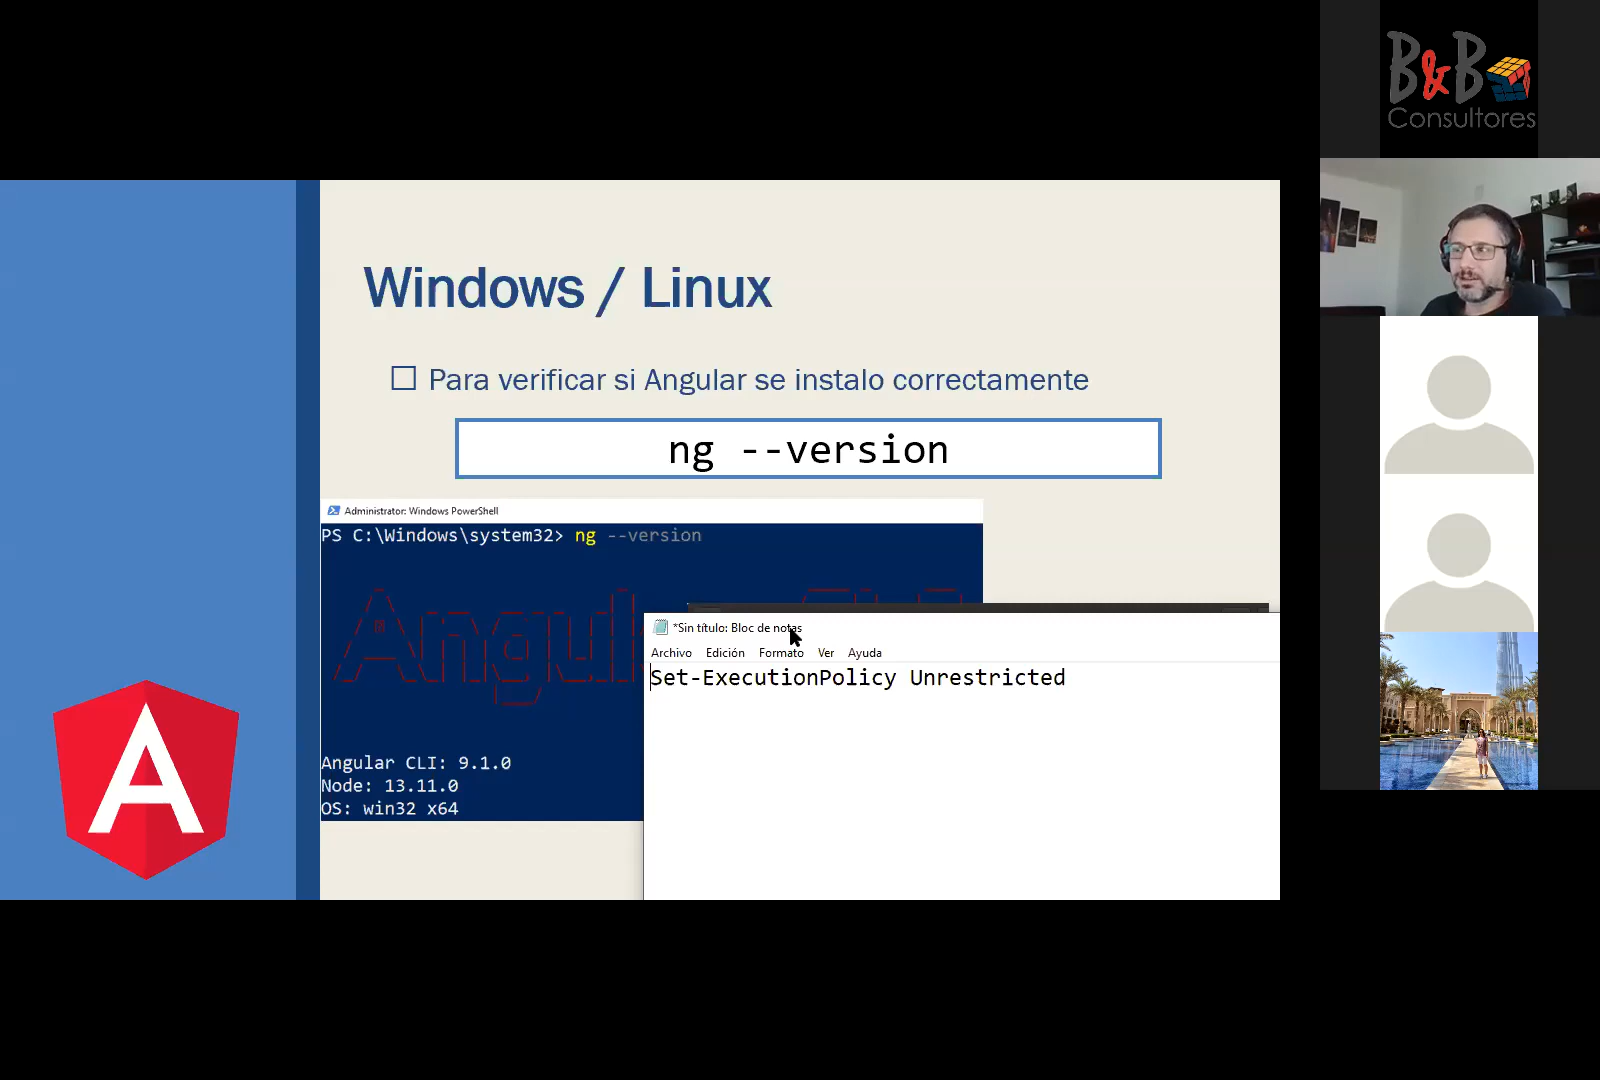 B&B
Consultores
Windows / Linux
Para verificar si Angular se instalo correctamente
ng --version
Administrator: Windows PowerShell
PS C:\Windows\system32> ng --version
Angular CLI: 9.1.0
Node: 13.11.0
OS: win32 x64
*Sin título: Bloc de notas
Archivo Edición Formato Ver Ayuda
Set-ExecutionPolicy Unrestricted